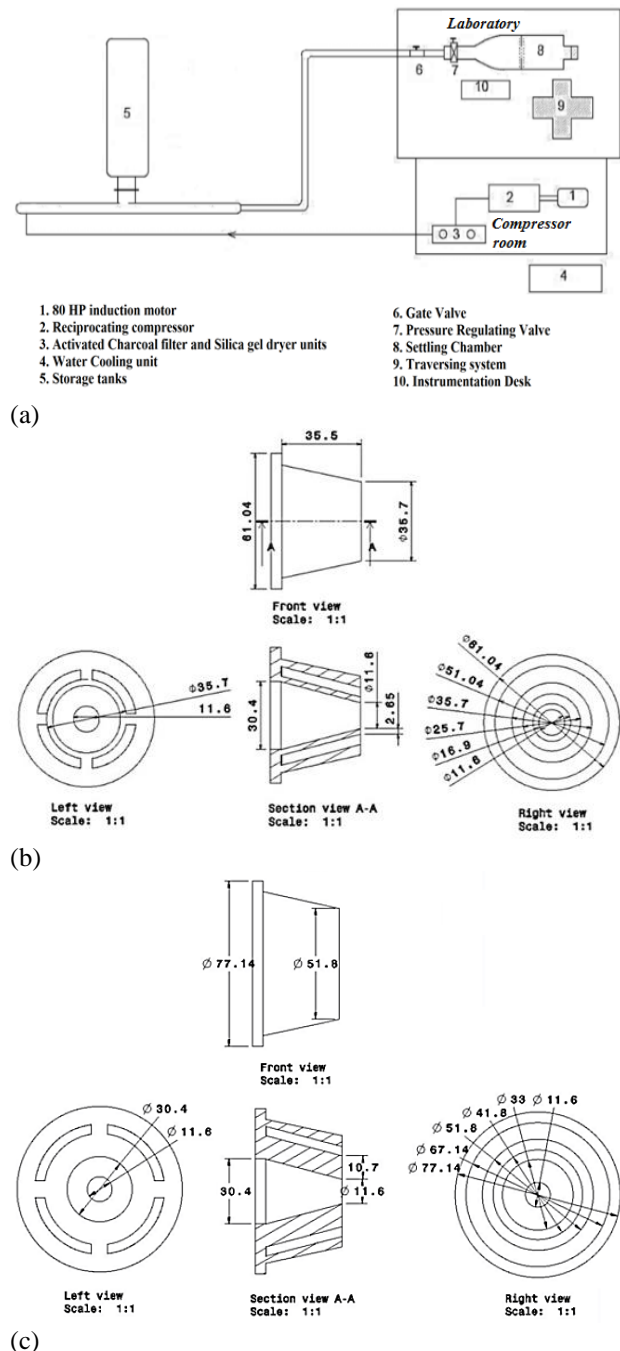 Laboratory
6
7
8
10
9
5
2
1
3
Compressor
room
4
1. 80 HP induction motor
2. Reciprocating compressor
3. Activated Charcoal filter and Silica gel dryer units
4. Water Cooling unit
5. Storage tanks
6. Gate Valve
7. Pressure Regulating Valve
8. Settling Chamber
9. Traversing system
10. Instrumentation Desk
(a)
35.5
61.04
A
A
Φ35.7
Front view
Scale: 1:1
Φ35.7
11.6
Left view
Scale: 1:1
30.4
Φ11.6
2.65
Section view A-A
Scale: 1:1
Φ61.04
Φ51.04
Φ35.7
Φ25.7
Φ16.9
Φ11.6
Right view
Scale: 1:1
(b)
Ø 77.14
Ø 51.8
Front view
Scale: 1:1
Ø 30.4
Ø 11.6
Left view
Scale: 1:1
30.4
10.7
Ø 11.6
Section view A-A
Scale: 1:1
Ø 33
Ø 11.6
Ø 41.8
Ø 51.8
Ø 67.14
Ø 77.14
Right view
Scale: 1:1
(c)